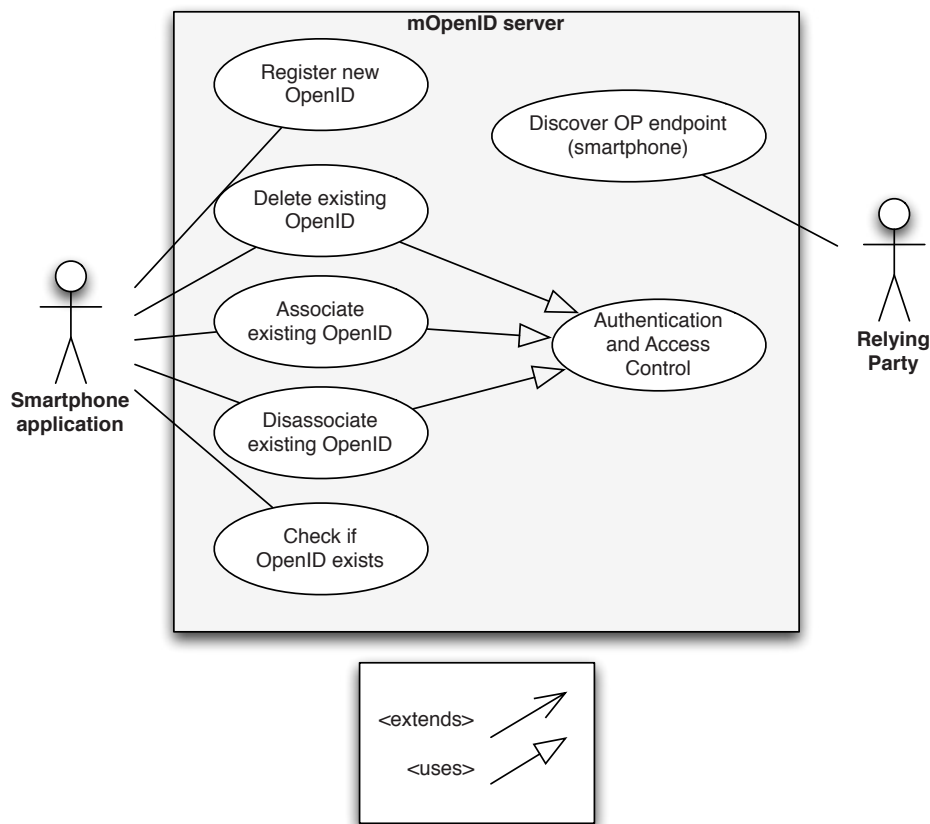 mOpenID server
Register new
OpenID
Discover OP endpoint
(smartphone)
Delete existing
OpenID
Associate
existing OpenID
Authentication
and Access
Control
Relying
Party
Smartphone
application
Disassociate
existing OpenID
Check if
OpenID exists
<extends>
<uses>